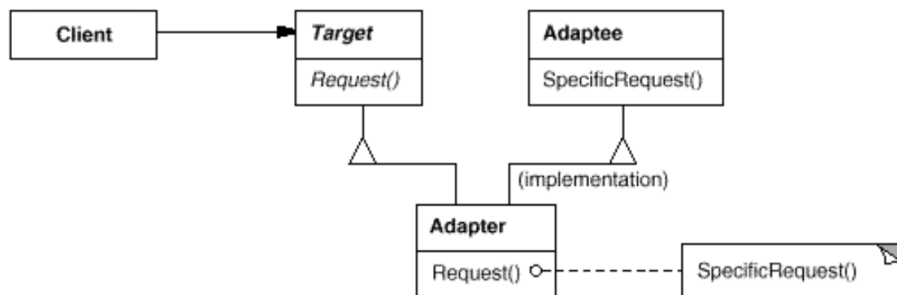 Client
Target
Request()
Adaptee
SpecificRequest()
(implementation)
Adapter
Request()
SpecificRequest()